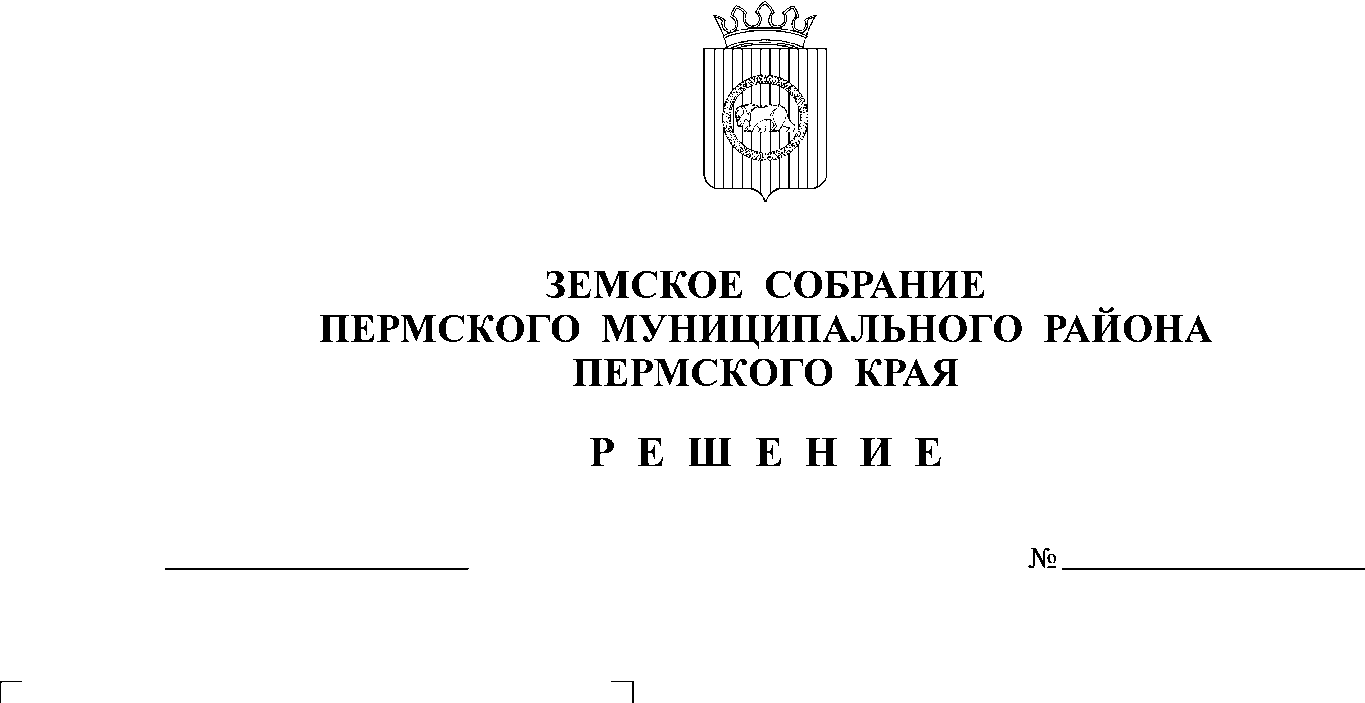 ЗЕМСКОЕ СОБРАНИЕ
ПЕРМСКОГО МУНИЦИПАЛЬНОГО РАЙОНА
ПЕРМСКОГО КРАЯ
Р Е Ш Е Н И Е
№